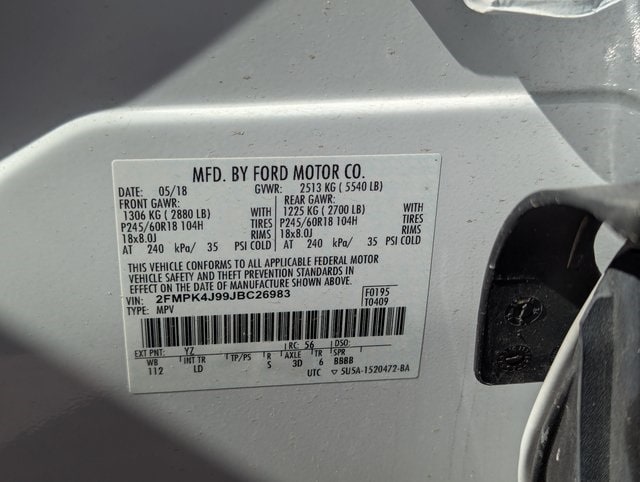 MFD. BY FORD MOTOR CO.
DATE: 05/18 GVWR: 2513 KG ( 5540 LB)
FRONT GAWR: REAR GAWR:
1306 KG ( 2880 LB) WITH 1225 KG ( 2700 LB) WITH
P245/60R18 104H TIRES P245/60R18 104H TIRES
18x8.0J RIMS 18x8.0J RIMS
AT 240 kPa/ 35 PSI COLD AT 240 kPa/ 35 PSI COLD
THIS VEHICLE CONFORMS TO ALL APPLICABLE FEDERAL MOTOR
VEHICLE SAFETY AND THEFT PREVENTION STANDARDS IN
EFFECT ON THE DATE OF MANUFACTURE SHOWN ABOVE.
VIN: 2FMPK4J99JBC26983 F0195
TYPE: MPV T0409
EXT PNT: YZ RC: 56 DSO:
WB INT TR TP/PS R AXLE TR SPR
112 LD S 3D 6 BBBB
UTC ▽ 5U5A-1520472-BA